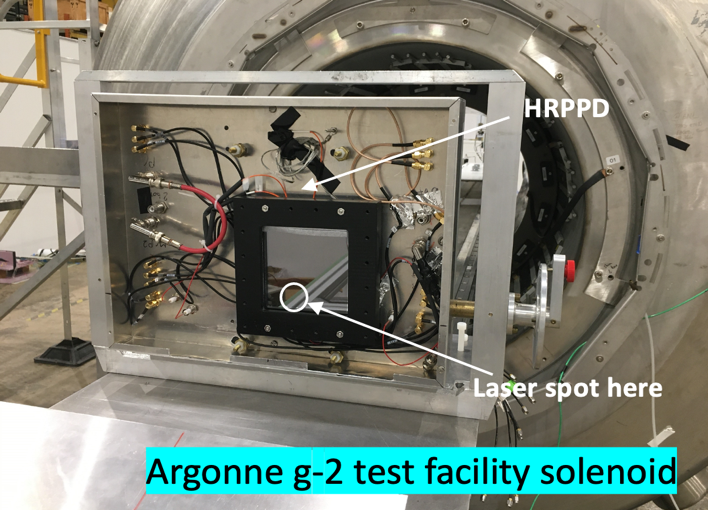 HRPPD
Laser spot here
Argonne g-2 test facility solenoid